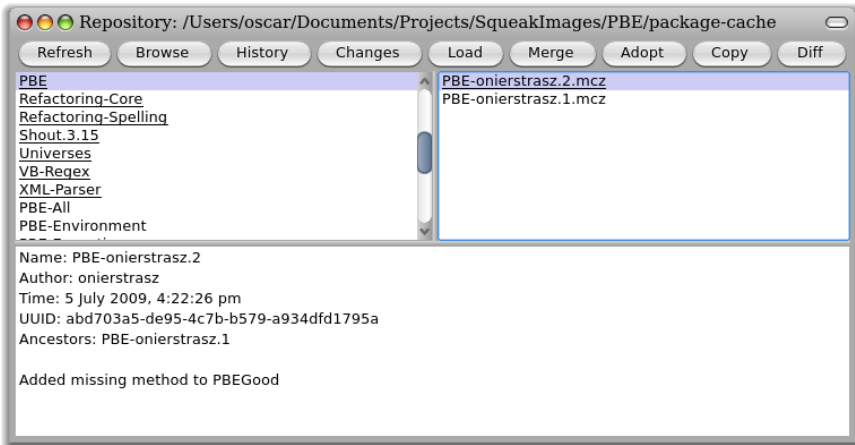 Repository: /Users/oscar/Documents/Projects/SqueakImages/PBE/package-cache
Refresh Browse History Changes Load Merge Adopt Copy Diff
PBE
Refactoring-Core
Refactoring-Spelling
Shout.3.15
Universes
VB-Regex
XML-Parser
PBE-All
PBE-Environment
PBE-onierstrasz.2.mcz
PBE-onierstrasz.1.mcz
Name: PBE-onierstrasz.2
Author: onierstrasz
Time: 5 July 2009, 4:22:26 pm
UUID: abd703a5-de95-4c7b-b579-a934dfd1795a
Ancestors: PBE-onierstrasz.1
Added missing method to PBEGood